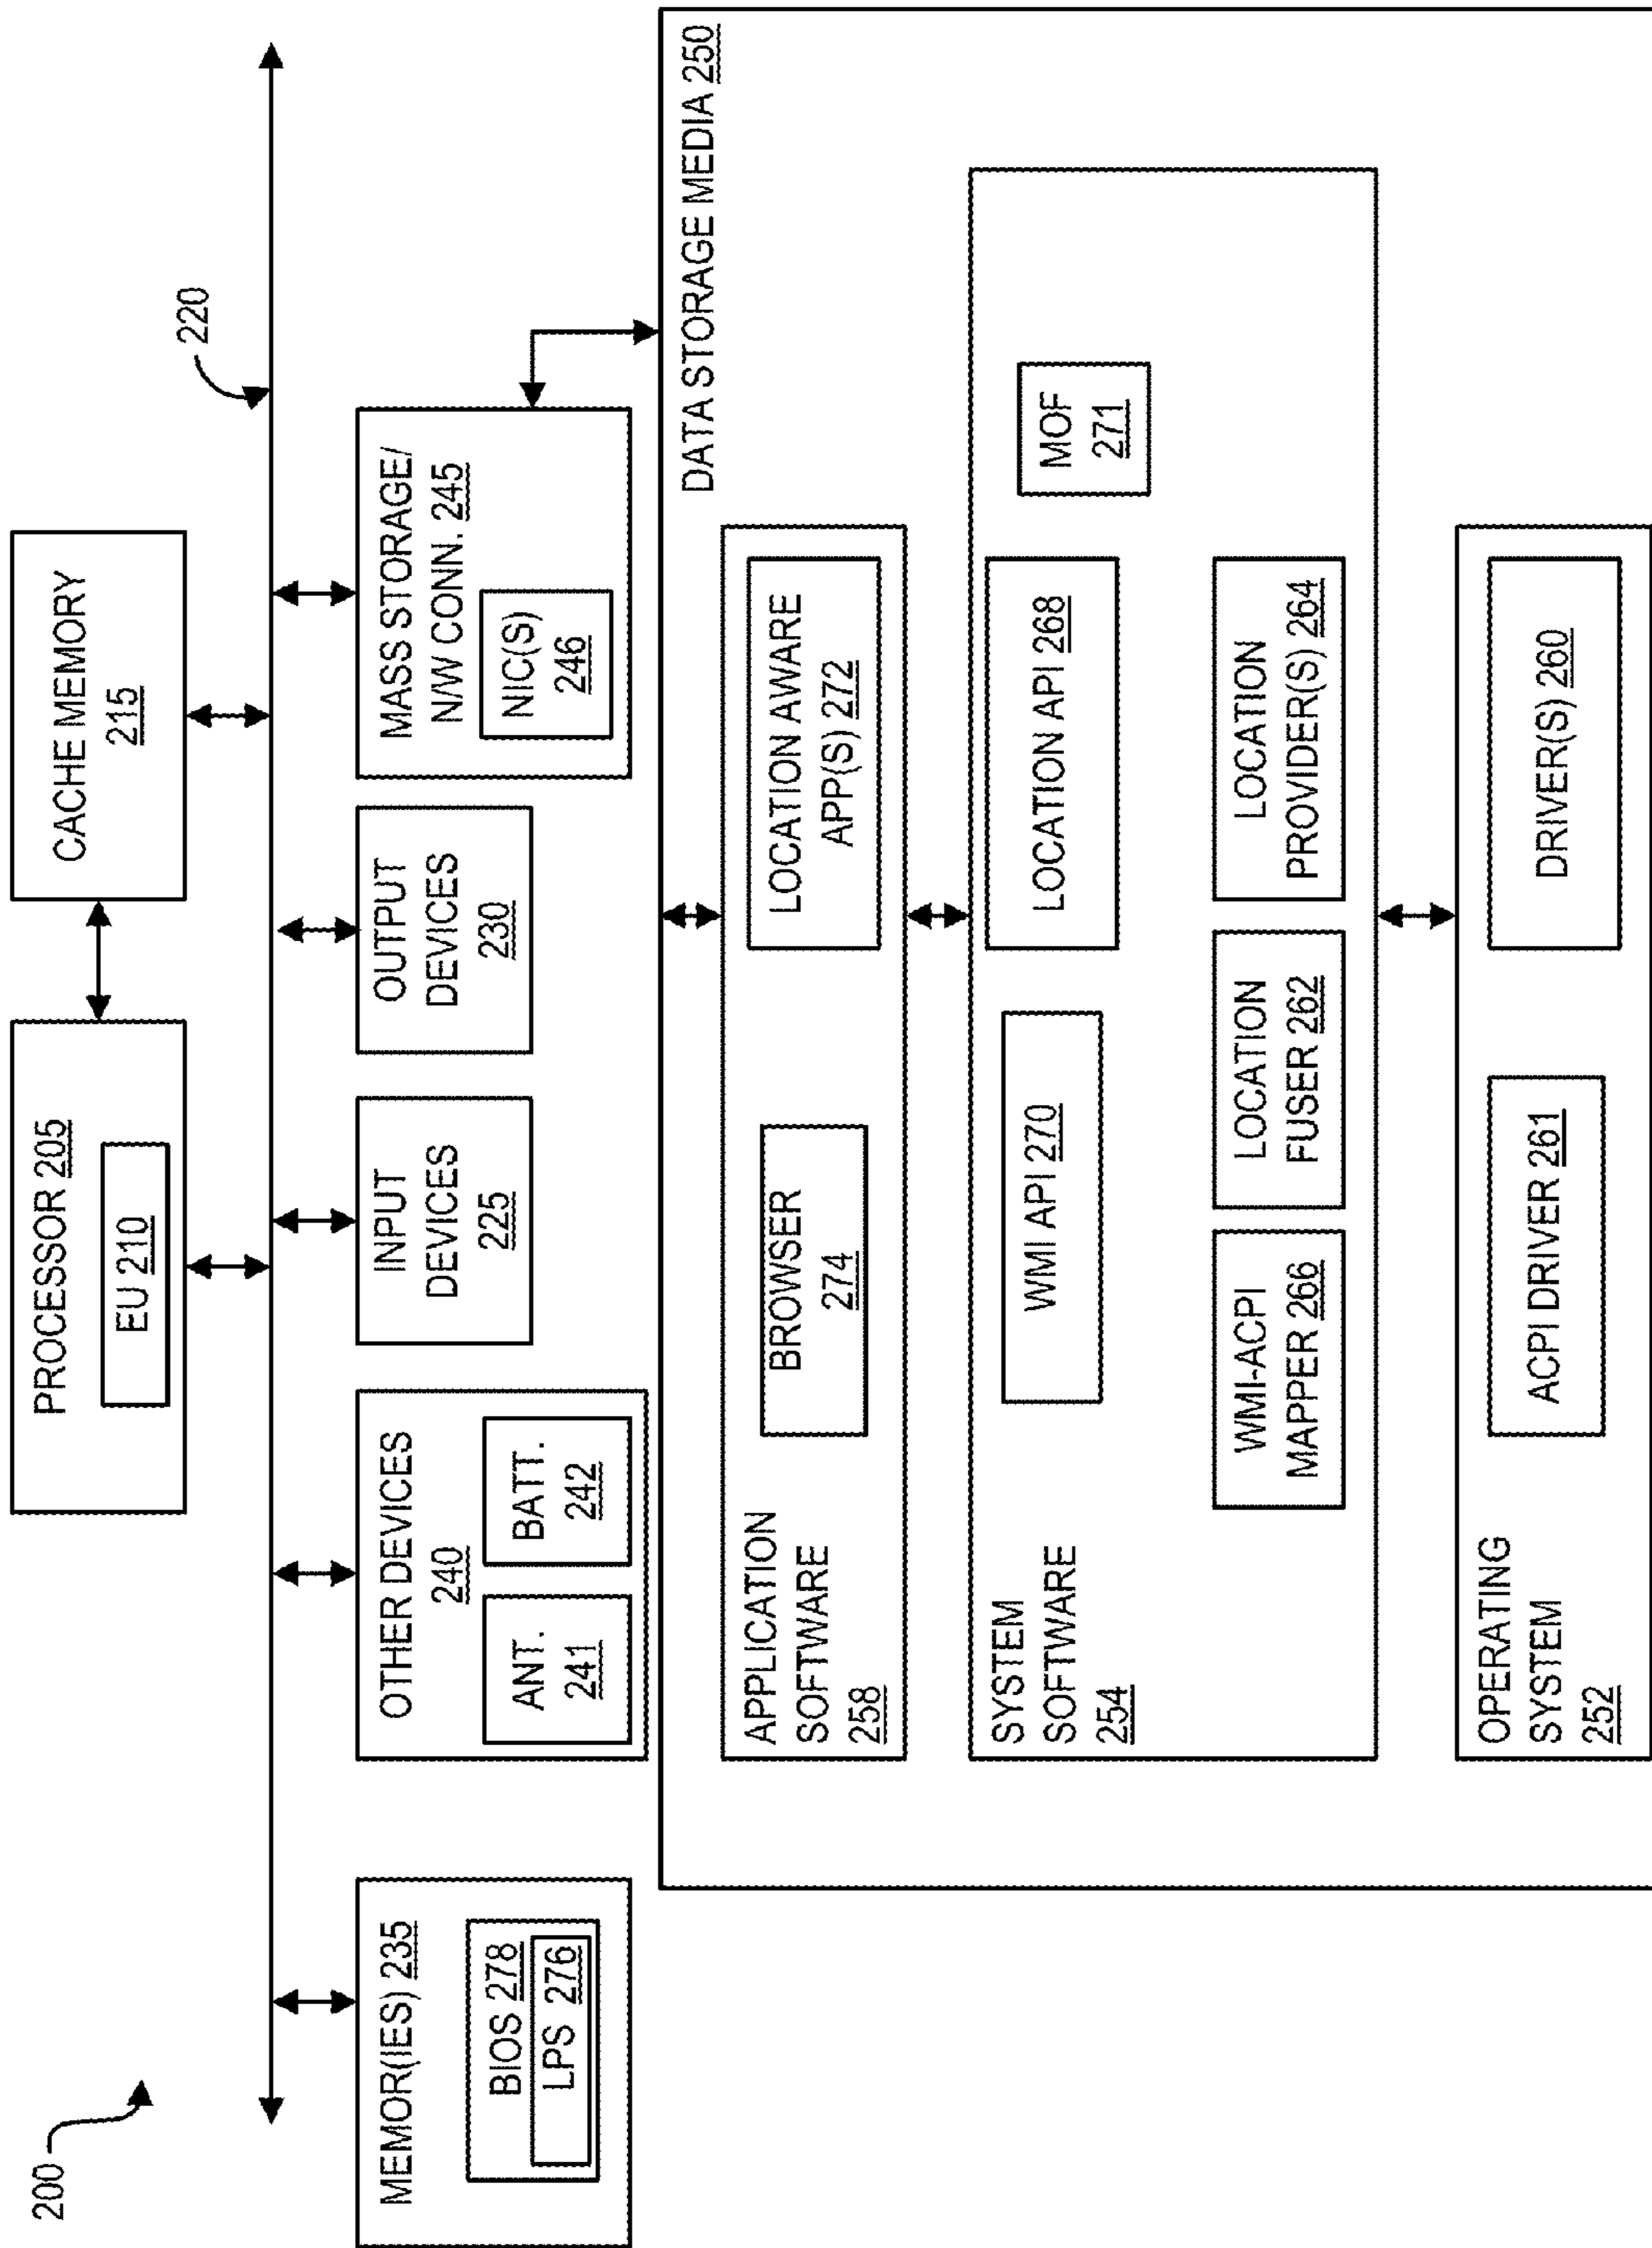 200
220
PROCESSOR 205
EU 210
CACHE MEMORY
215
MEMOR(IES) 235
BIOS 278
LPS 276
OTHER DEVICES
240
ANT.
241
BATT.
242
INPUT
DEVICES
225
OUTPUT
DEVICES
230
MASS STORAGE/
N/W CONN. 245
NIC(S)
246
DATA STORAGE MEDIA 250
APPLICATION
SOFTWARE
258
BROWSER
274
LOCATION AWARE
APP(S) 272
SYSTEM
SOFTWARE
254
WMI API 270
LOCATION API 268
MOF
271
WMI-ACPI
MAPPER 266
LOCATION
FUSER 262
LOCATION
PROVIDER(S) 264
OPERATING
SYSTEM
252
ACPI DRIVER 261
DRIVER(S) 260